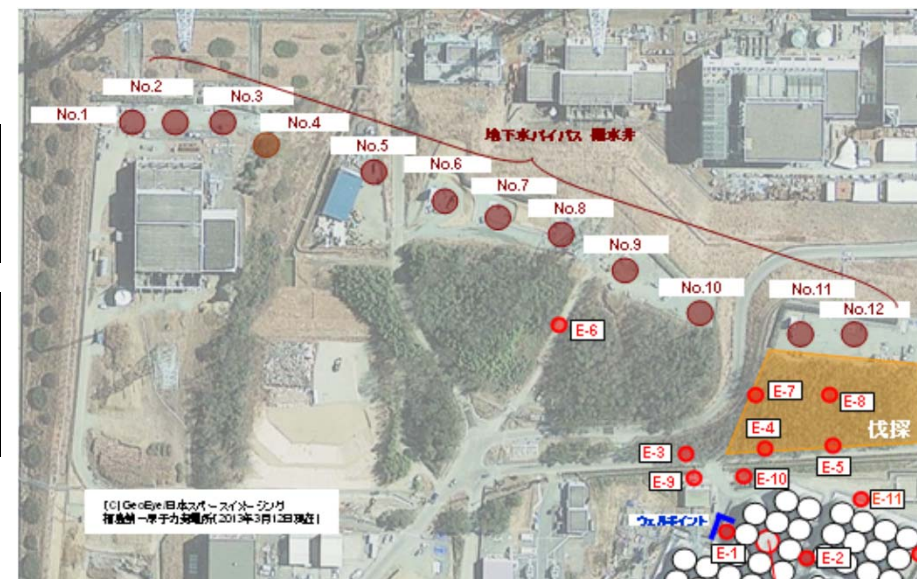 No.2
No.1
No.3
No.4
No.5
地下水バイパス 揚水井
No.6
No.7
No.8
No.9
No.10
No.11
No.12
E-6
E-7
E-8
E-4
伐採
E-3
E-5
E-9
E-10
E-11
(C)GeoEye/日本スペースイメージング
福島第一原子力発電所(2013年3月12日現在)
ウェルポイント
E-1
E-2